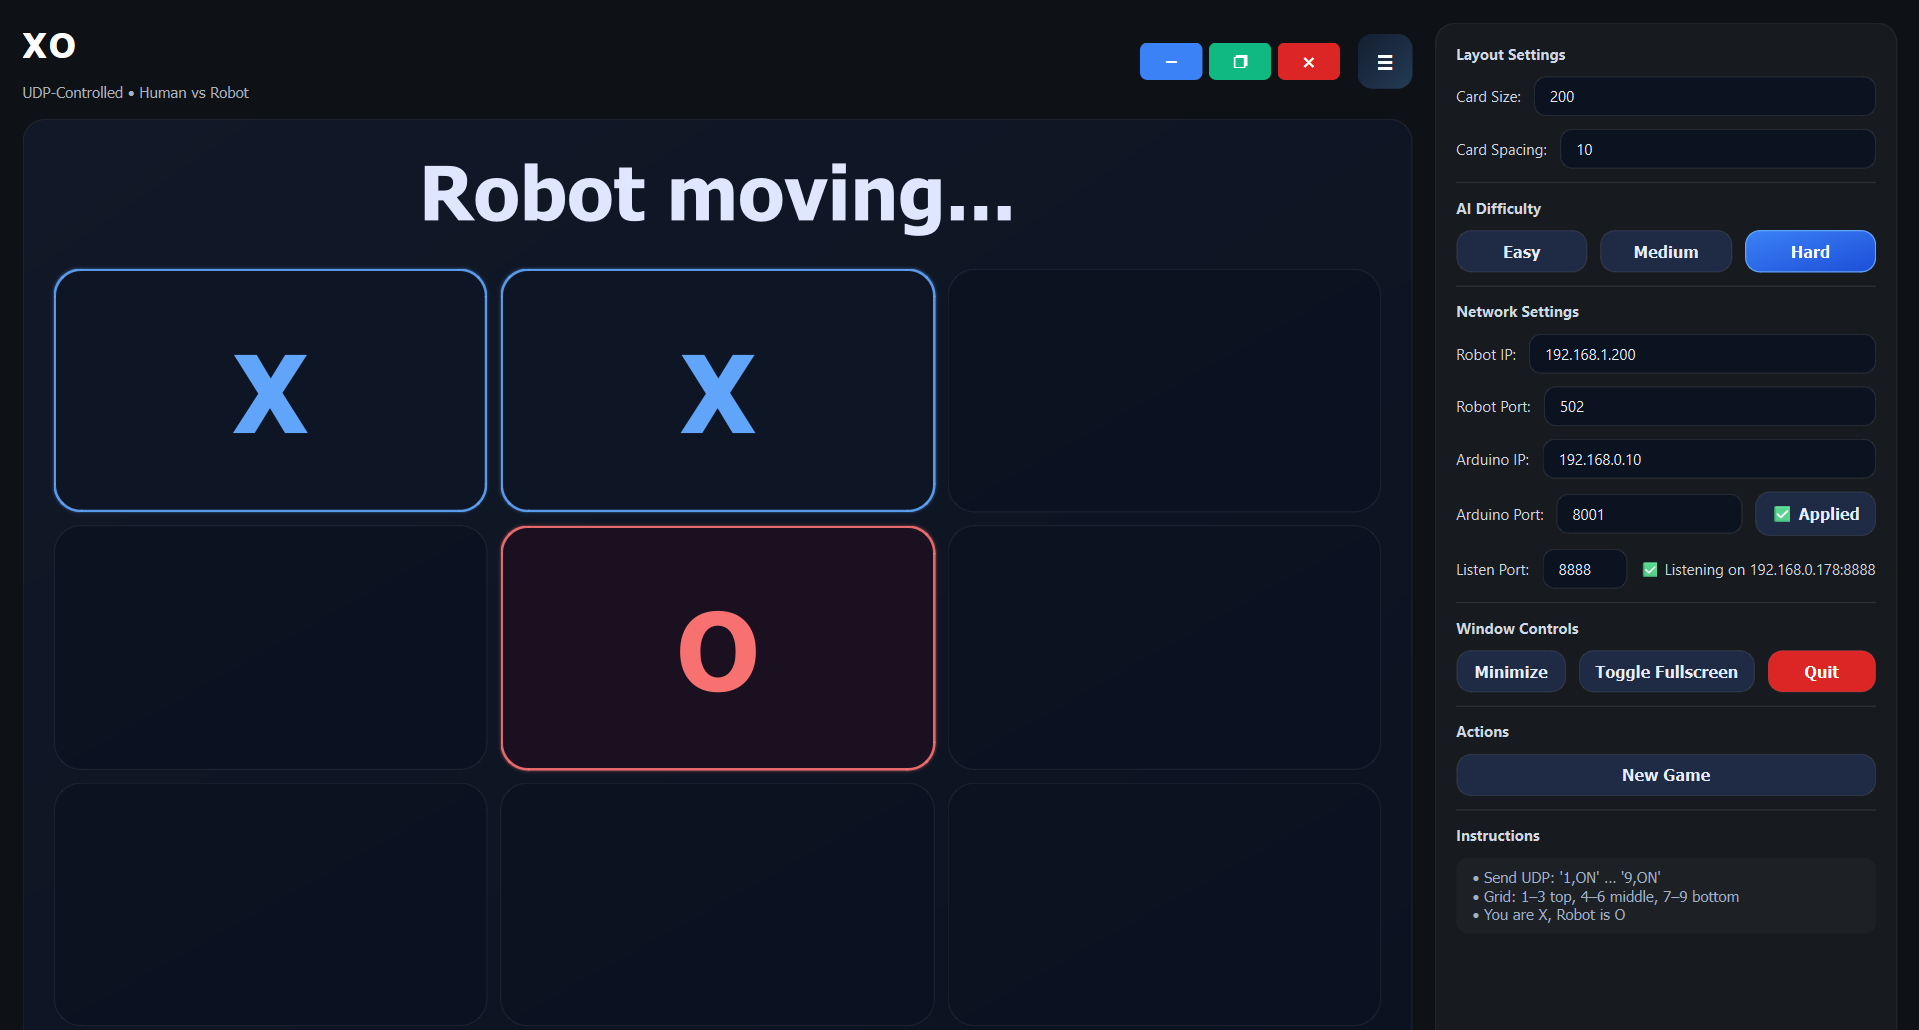 XO
UDP-Controlled • Human vs Robot
Robot moving...
X X
O
Layout Settings
Card Size: 200
Card Spacing: 10
AI Difficulty
Easy Medium Hard
Network Settings
Robot IP: 192.168.1.200
Robot Port: 502
Arduino IP: 192.168.0.10
Arduino Port: 8001 ✅ Applied
Listen Port: 8888 ✅ Listening on 192.168.0.178:8888
Window Controls
Minimize Toggle Fullscreen Quit
Actions
New Game
Instructions
• Send UDP: '1,ON' ... '9,ON'
• Grid: 1–3 top, 4–6 middle, 7–9 bottom
• You are X, Robot is O